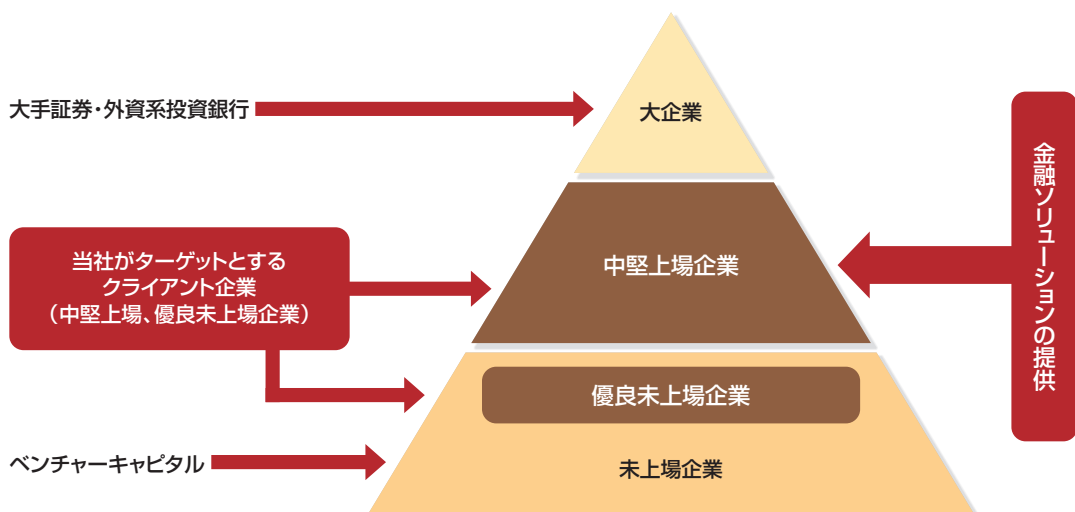 大手証券・外資系投資銀行
大企業
当社がターゲットとする
クライアント企業
（中堅上場、優良未上場企業）
中堅上場企業
金融ソリューションの提供
優良未上場企業
ベンチャーキャピタル
未上場企業